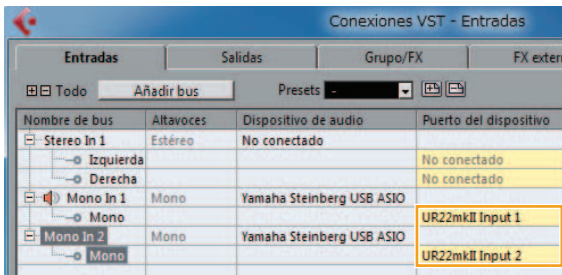 Conexiones VST - Entradas
Entradas Salidas Grupo/FX FX exter
Todo Añadir bus Presets -
Nombre de bus Altavoces Dispositivo de audio Puerto del dispositivo
Stereo In 1 Estéreo No conectado
Izquierda No conectado
Derecha No conectado
Mono In 1 Mono Yamaha Steinberg USB ASIO
Mono UR22mkII Input 1
Mono In 2 Mono Yamaha Steinberg USB ASIO
Mono UR22mkII Input 2